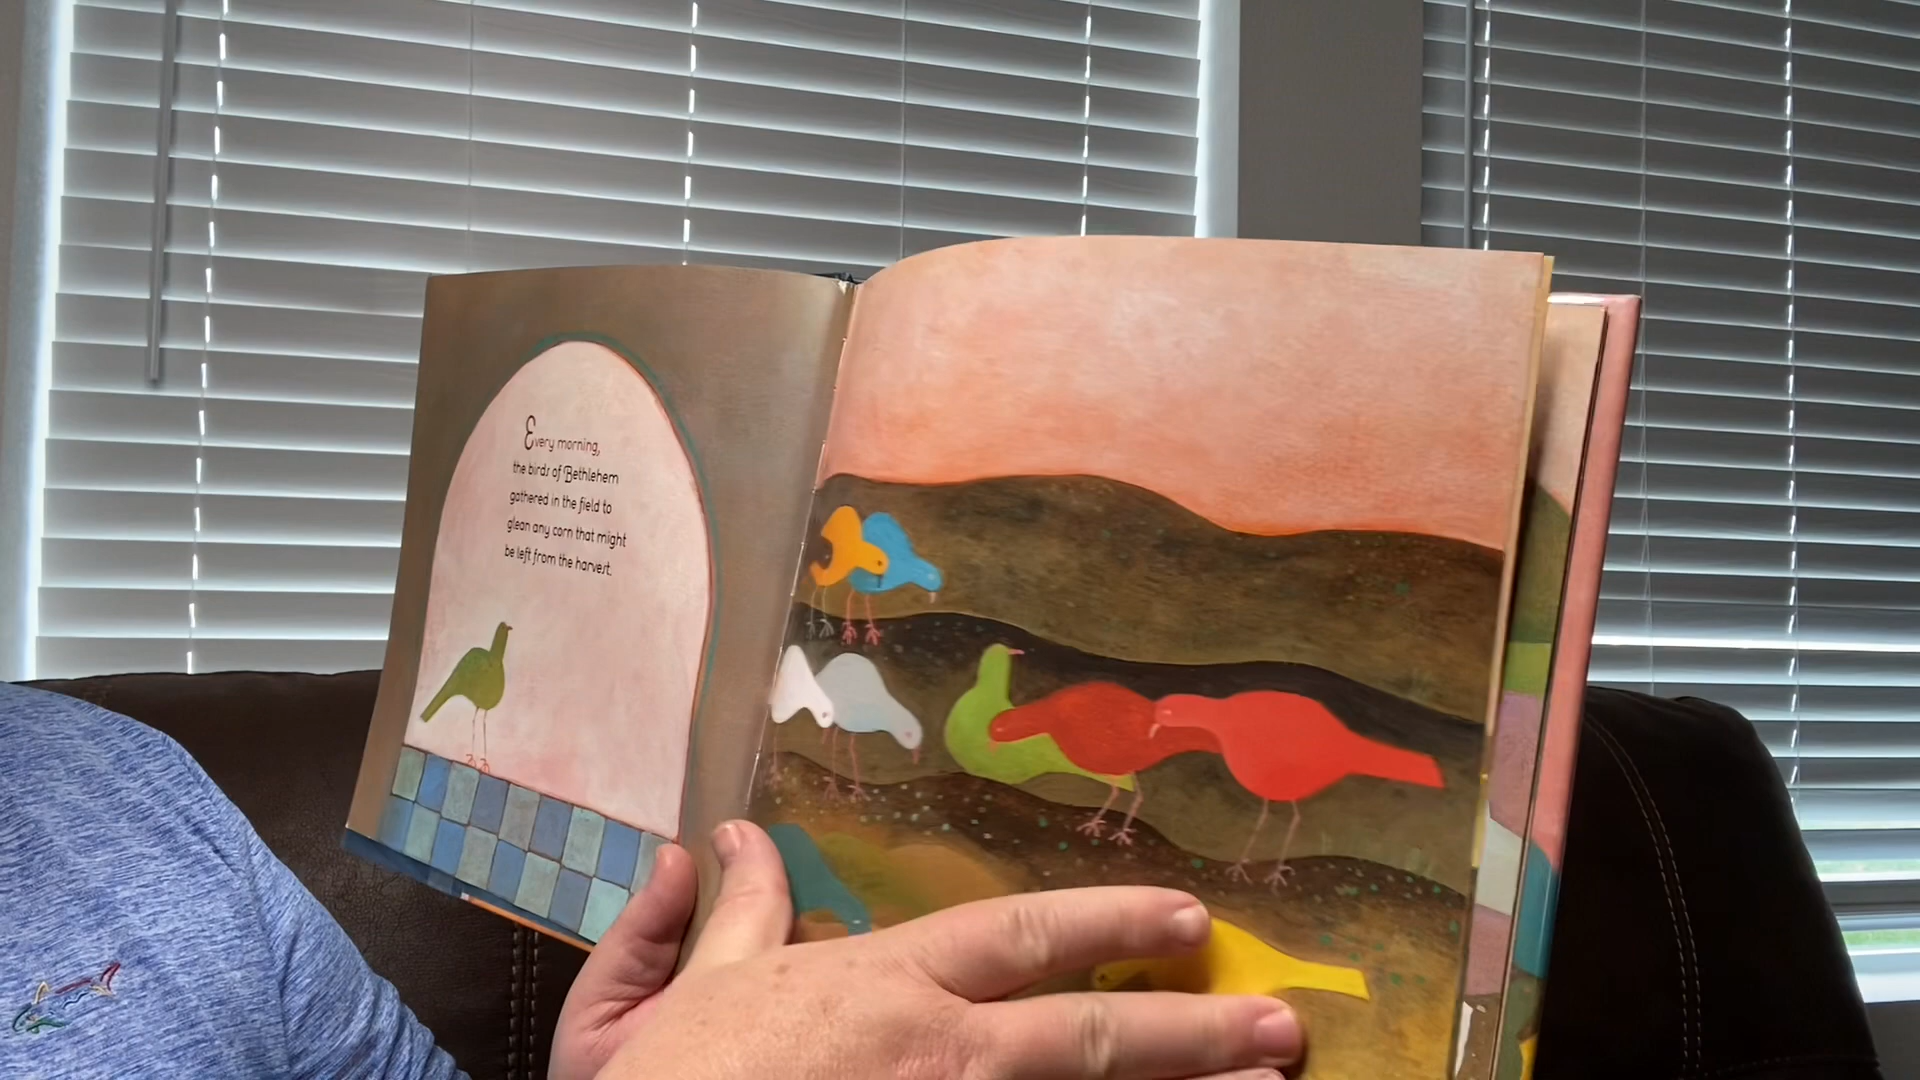 Every morning,
the birds of Bethlehem
gathered in the field to
glean any corn that might
be left from the harvest.